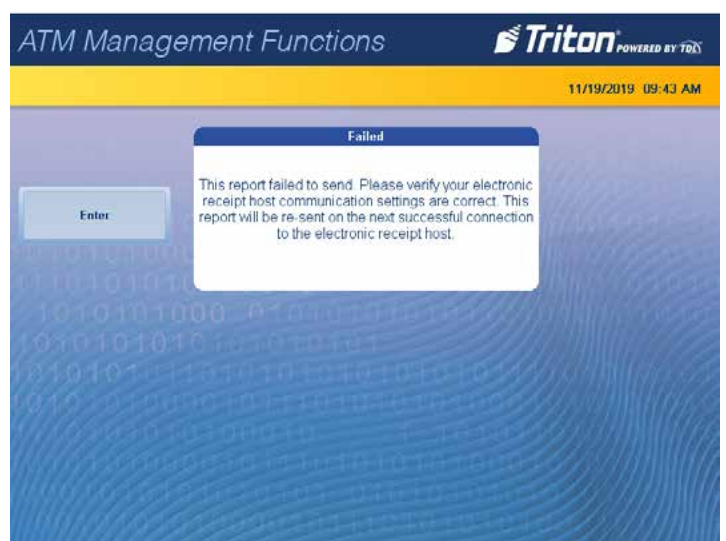 ATM Management Functions
Triton POWERED BY TDL
11/19/2019 09:43 AM
Failed
This report failed to send. Please verify your electronic
receipt host communication settings are correct. This
report will be re-sent on the next successful connection
to the electronic receipt host.
Enter